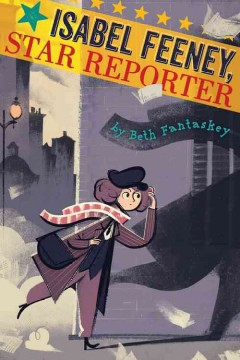 ISABEL FEENEY,
STAR REPORTER
by Beth Fantaskey